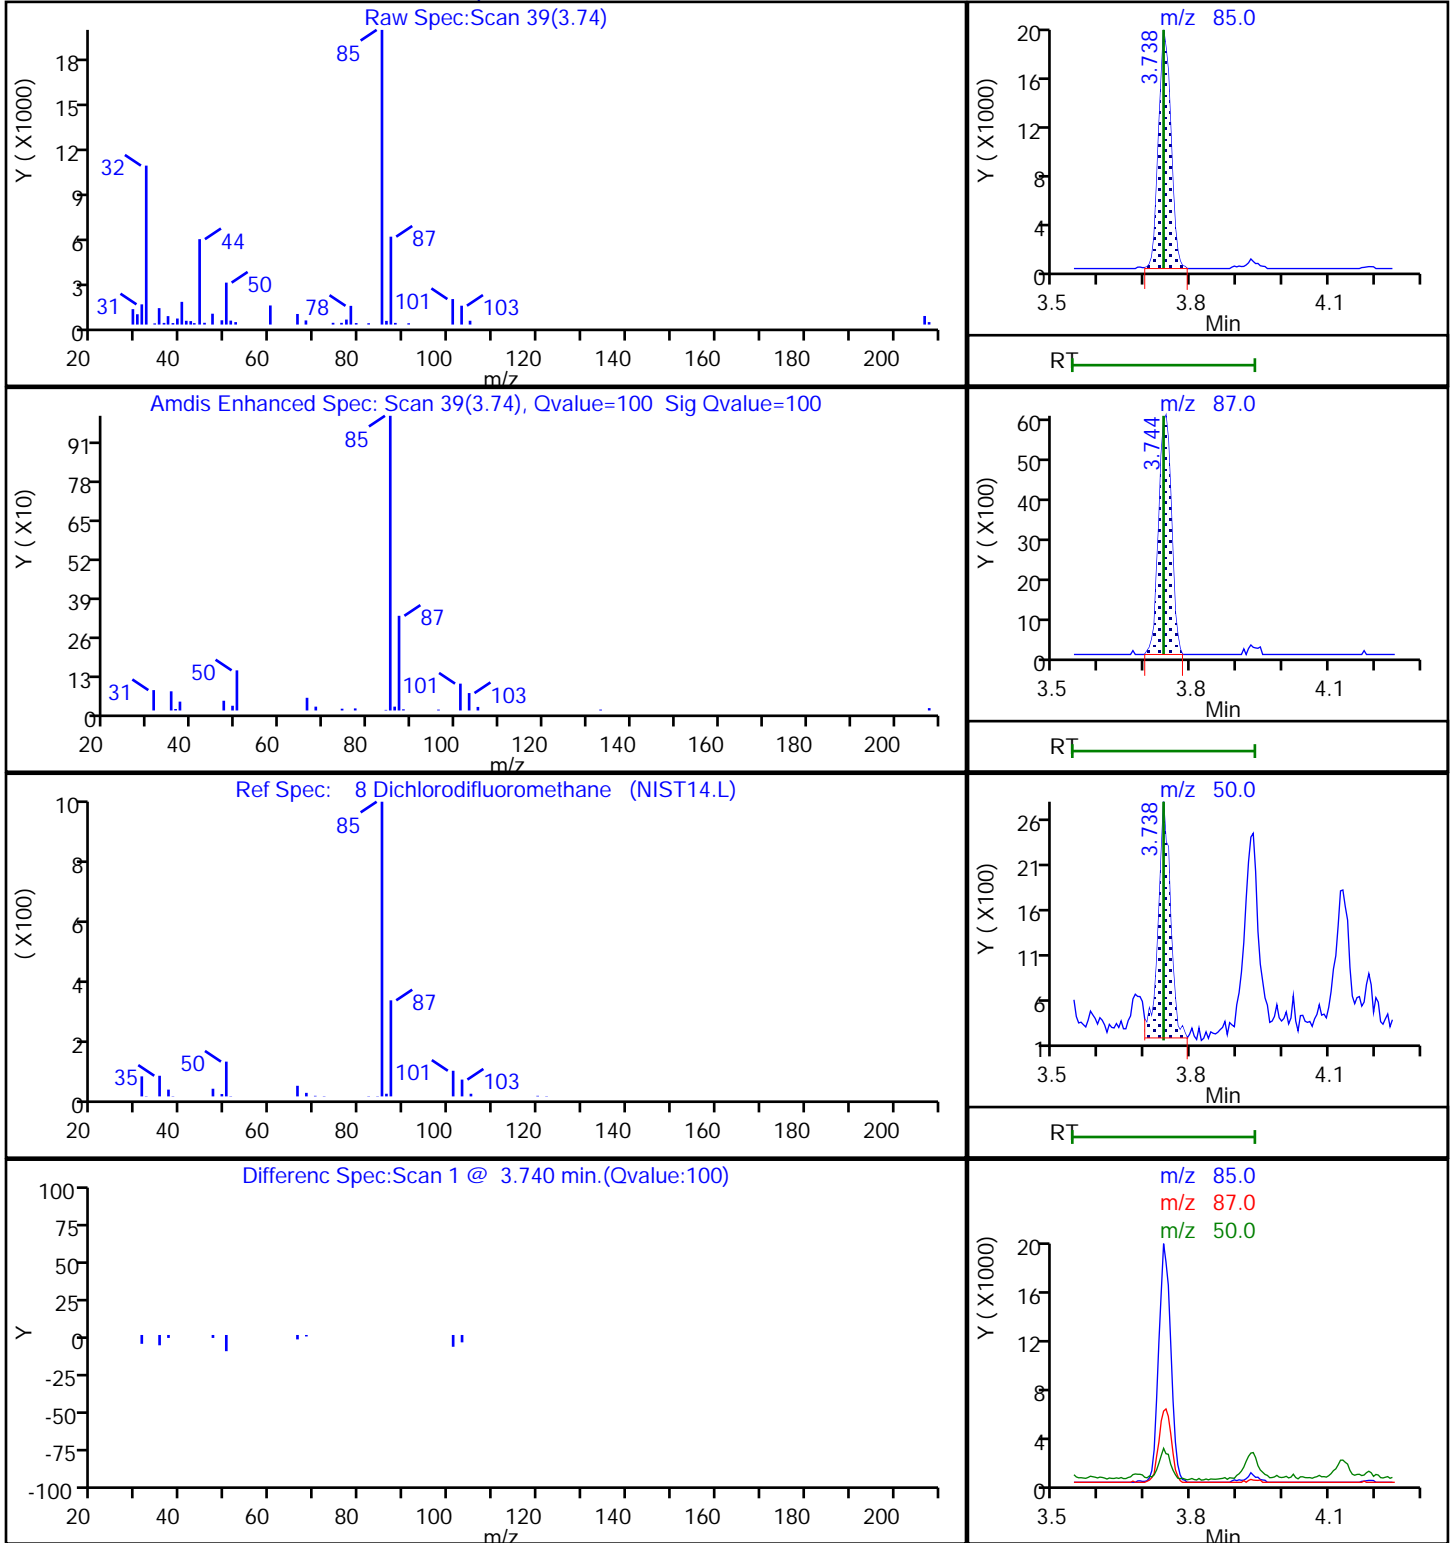 Raw Spec:Scan 39(3.74)
Y ( X1000)
18
15
12
9
6
3
0
85
32
44
87
50
31
78
101
103
20 40 60 80 100 120 140 160 180 200
m/z
m/z 85.0
Y ( X1000)
20
16
12
8
4
0
3.738
3.5 3.8 4.1
Min
RT
Amdis Enhanced Spec: Scan 39(3.74), Qvalue=100 Sig Qvalue=100
Y ( X10)
91
78
65
52
39
26
13
0
85
87
50
31
101
103
20 40 60 80 100 120 140 160 180 200
m/z
m/z 87.0
Y ( X100)
60
50
40
30
20
10
0
3.744
3.5 3.8 4.1
Min
RT
Ref Spec: 8 Dichlorodifluoromethane (NIST14.L)
( X100)
10
8
6
4
2
0
85
87
50
35
101
103
20 40 60 80 100 120 140 160 180 200
m/z 50.0
Y ( X100)
26
21
16
11
6
1
3.738
3.5 3.8 4.1
Min
RT
Differenc Spec:Scan 1 @ 3.740 min.(Qvalue:100)
Y
100
75
50
25
0
-25
-50
-75
-100
20 40 60 80 100 120 140 160 180 200
m/z
m/z 85.0
m/z 87.0
m/z 50.0
Y ( X1000)
20
16
12
8
4
0
3.5 3.8 4.1
Min